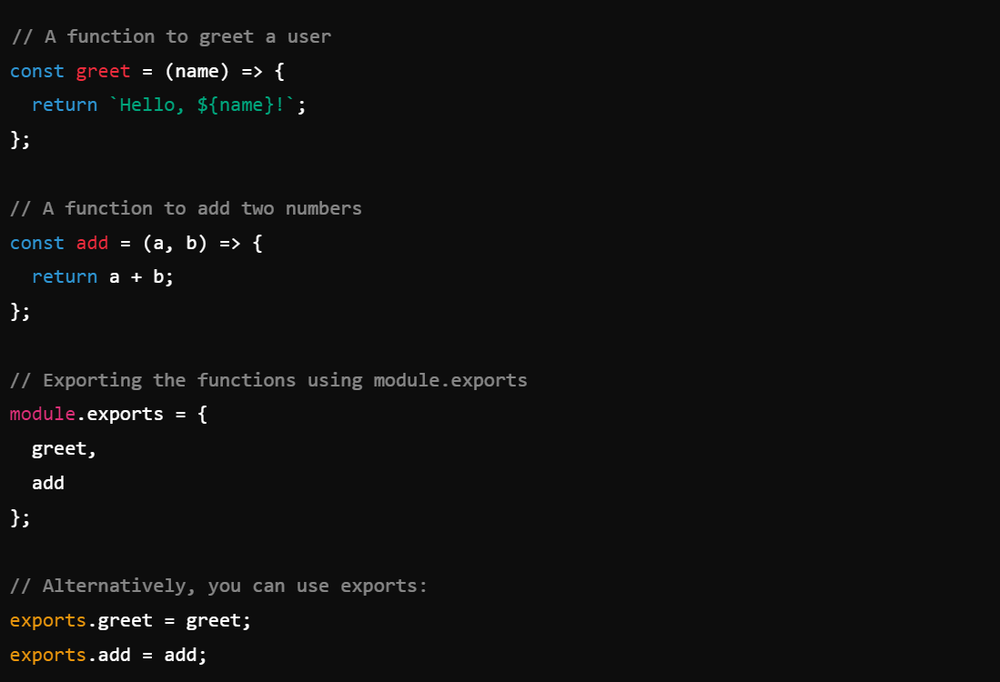 // A function to greet a user
const greet = (name) => {
  return `Hello, ${name}!`;
};
// A function to add two numbers
const add = (a, b) => {
  return a + b;
};
// Exporting the functions using module.exports
module.exports = {
  greet,
  add
};
// Alternatively, you can use exports:
exports.greet = greet;
exports.add = add;